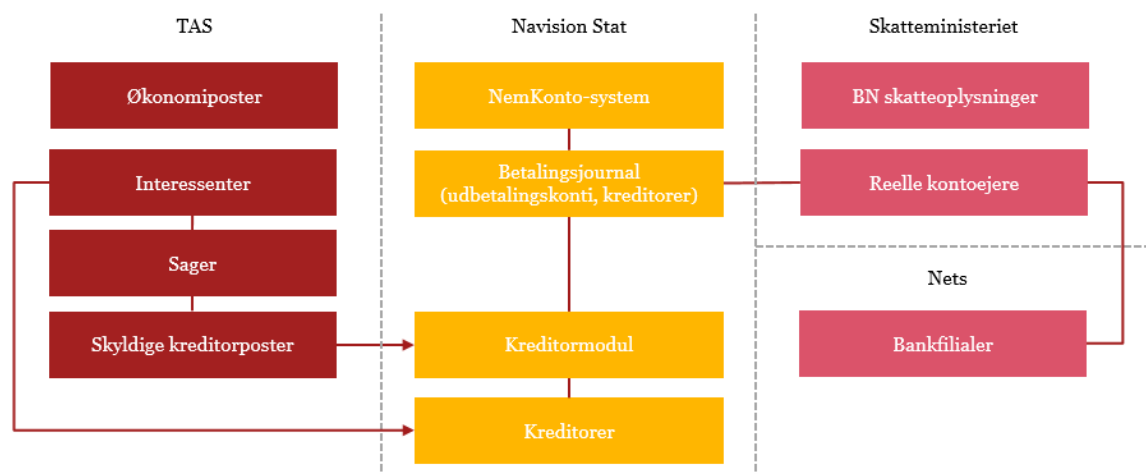 TAS
Økonomiposter
Interessenter
Sager
Skyldige kreditorposter
Navision Stat
NemKonto-system
Betalingsjournal
(udbetalingskonti, kreditorer)
Kreditormodul
Kreditorer
Skatteministeriet
BN skatteoplysninger
Reelle kontoejere
Nets
Bankfilialer